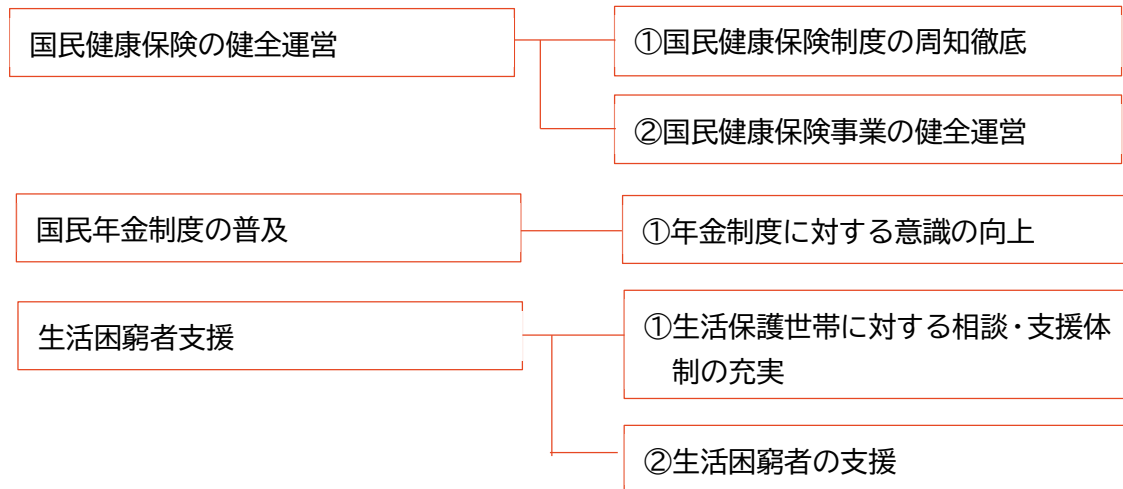 国民健康保険の健全運営
①国民健康保険制度の周知徹底
②国民健康保険事業の健全運営
国民年金制度の普及
①年金制度に対する意識の向上
生活困窮者支援
①生活保護世帯に対する相談・支援体
制の充実
②生活困窮者の支援